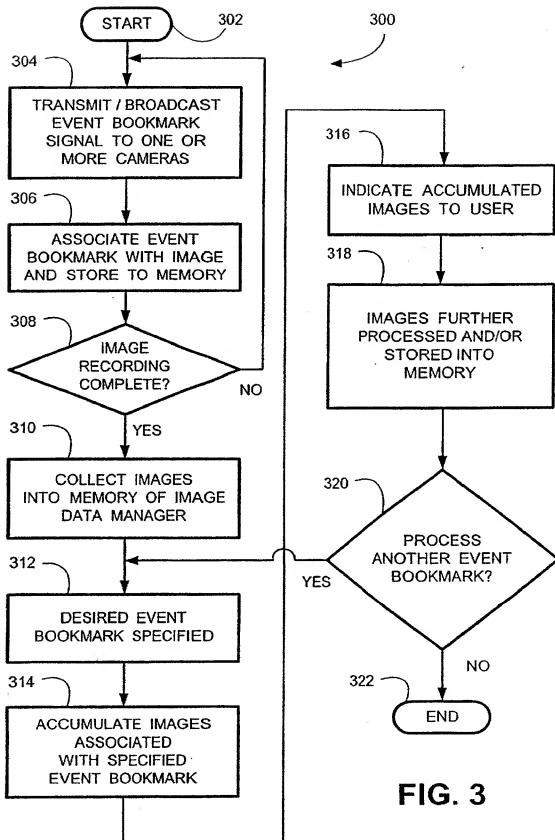 START
302
300
304
TRANSMIT / BROADCAST
EVENT BOOKMARK
SIGNAL TO ONE OR
MORE CAMERAS
306
ASSOCIATE EVENT
BOOKMARK WITH IMAGE
AND STORE TO MEMORY
308
IMAGE
RECORDING
COMPLETE?
NO
YES
310
COLLECT IMAGES
INTO MEMORY OF IMAGE
DATA MANAGER
312
DESIRED EVENT
BOOKMARK SPECIFIED
314
ACCUMULATE IMAGES
ASSOCIATED
WITH SPECIFIED
EVENT BOOKMARK
316
INDICATE ACCUMULATED
IMAGES TO USER
318
IMAGES FURTHER
PROCESSED AND/OR
STORED INTO
MEMORY
320
PROCESS
ANOTHER EVENT
BOOKMARK?
YES
NO
322
END
FIG. 3